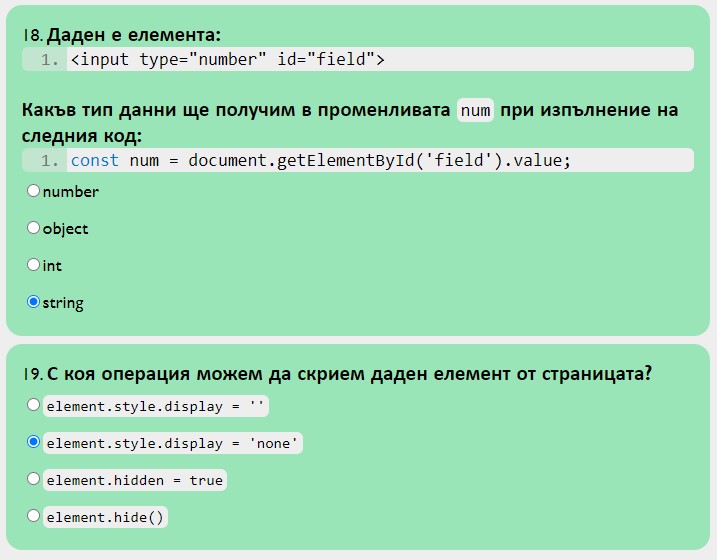 18. Даден е елемента:
1. <input type="number" id="field">
Какъв тип данни ще получим в променливата num при изпълнение на
следния код:
1. const num = document.getElementById('field').value;
number
object
int
string
19. С коя операция можем да скрием даден елемент от страницата?
element.style.display = ''
element.style.display = 'none'
element.hidden = true
element.hide()